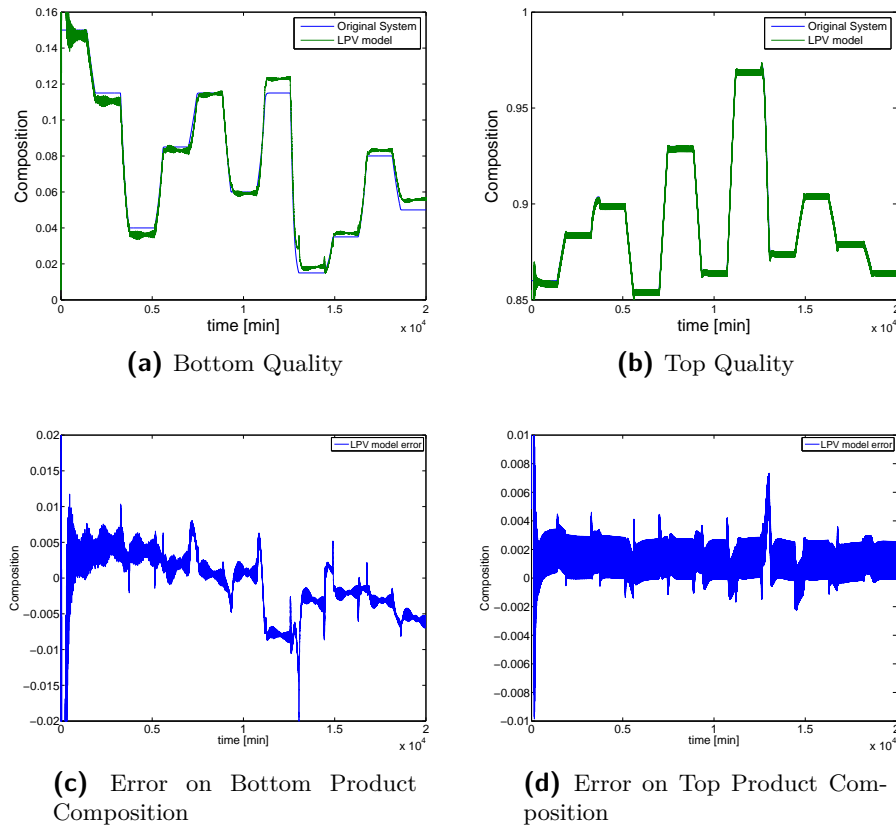 0.16
0.14
0.12
0.1
0.08
0.06
0.04
0.02
0
Composition
Original System
LPV model
0
0.5
1
1.5
2
x 10⁴
time [min]
(a) Bottom Quality
1
0.95
0.9
0.85
Composition
Original System
LPV model
0
0.5
1
1.5
2
x 10⁴
time [min]
(b) Top Quality
0.02
0.015
0.01
0.005
0
−0.005
−0.01
−0.015
−0.02
Composition
LPV model error
0
0.5
1
1.5
2
x 10⁴
time [min]
(c) Error on Bottom Product
Composition
0.01
0.008
0.006
0.004
0.002
0
−0.002
−0.004
−0.006
−0.008
−0.01
Composition
LPV model error
0
0.5
1
1.5
2
x 10⁴
time [min]
(d) Error on Top Product Com-
position